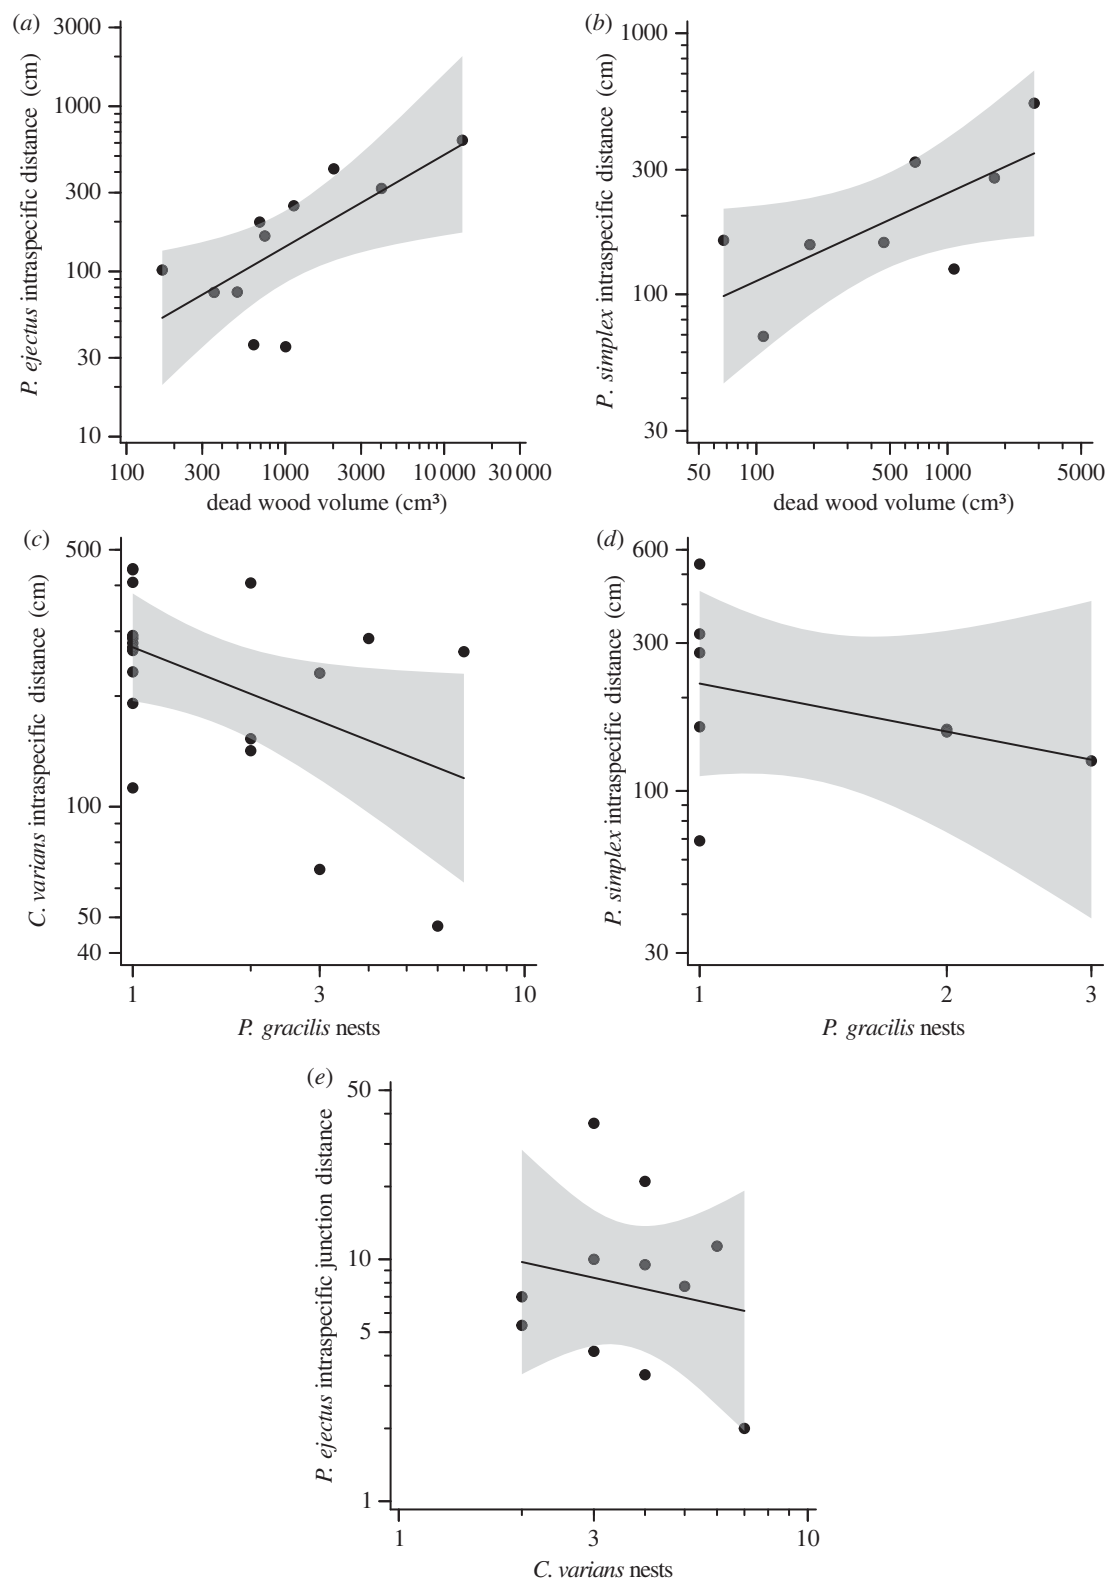 (a)
3000
1000
300
100
30
10
P. ejectus intraspecific distance (cm)
100 300 1000 3000 10 000 30 000
dead wood volume (cm³)
(b)
1000
300
100
30
P. simplex intraspecific distance (cm)
50 100 500 1000 5000
dead wood volume (cm³)
(c)
500
100
50
40
C. varians intraspecific distance (cm)
1 3 10
P. gracilis nests
(d)
600
300
100
30
P. simplex intraspecific distance (cm)
1 2 3
P. gracilis nests
(e)
50
10
5
1
P. ejectus intraspecific junction distance
1 3 10
C. varians nests